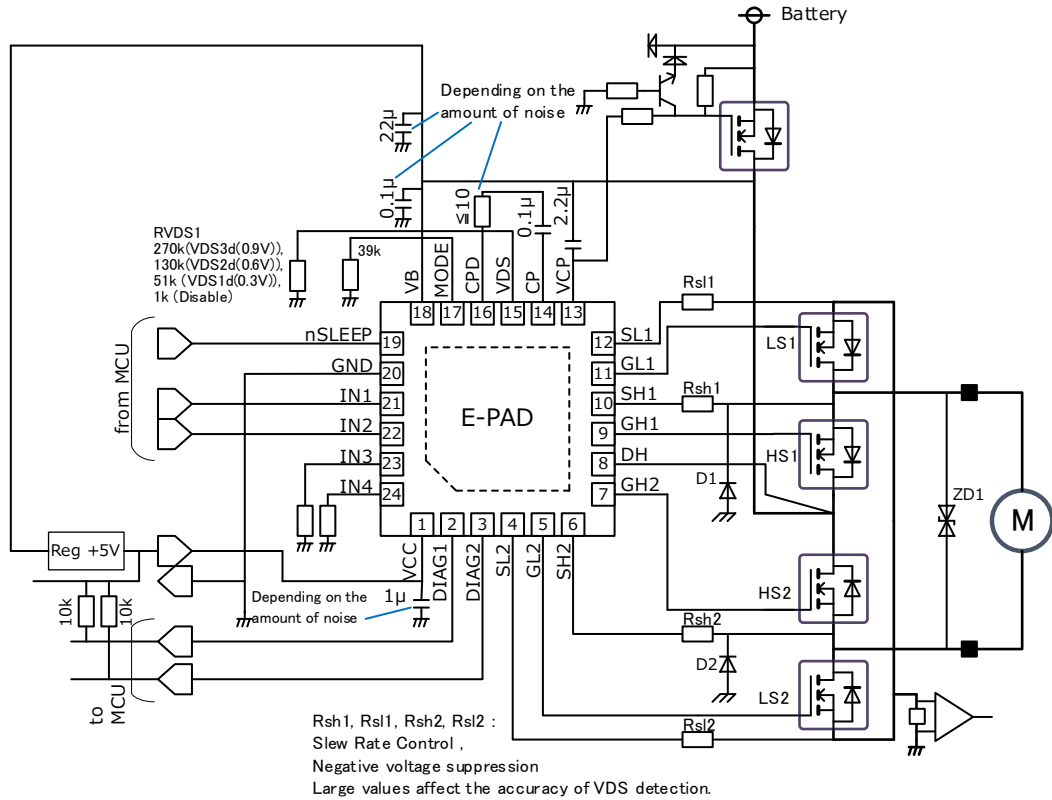 Battery
Depending on the
amount of noise
22μ
0.1μ
≦10
0.1μ
2.2μ
RVDS1
270k(VDS3d(0.9V)),
130k(VDS2d(0.6V)),
51k (VDS1d(0.3V)),
1k (Disable)
39k
VB
MODE
CPD
VDS
CP
VCP
18
17
16
15
14
13
from MCU
nSLEEP
19
GND
20
IN1
21
IN2
22
IN3
23
IN4
24
E-PAD
12
SL1
11
GL1
10
SH1
9
GH1
8
DH
7
GH2
Rsl1
LS1
Rsh1
HS1
D1
ZD1
M
HS2
Rsh2
D2
LS2
Rsl2
1
2
3
4
5
6
VCC
DIAG1
DIAG2
SL2
GL2
SH2
Reg +5V
10k
10k
Depending on the
amount of noise
1μ
to
MCU
Rsh1, Rsl1, Rsh2, Rsl2 :
Slew Rate Control ,
Negative voltage suppression
Large values affect the accuracy of VDS detection.